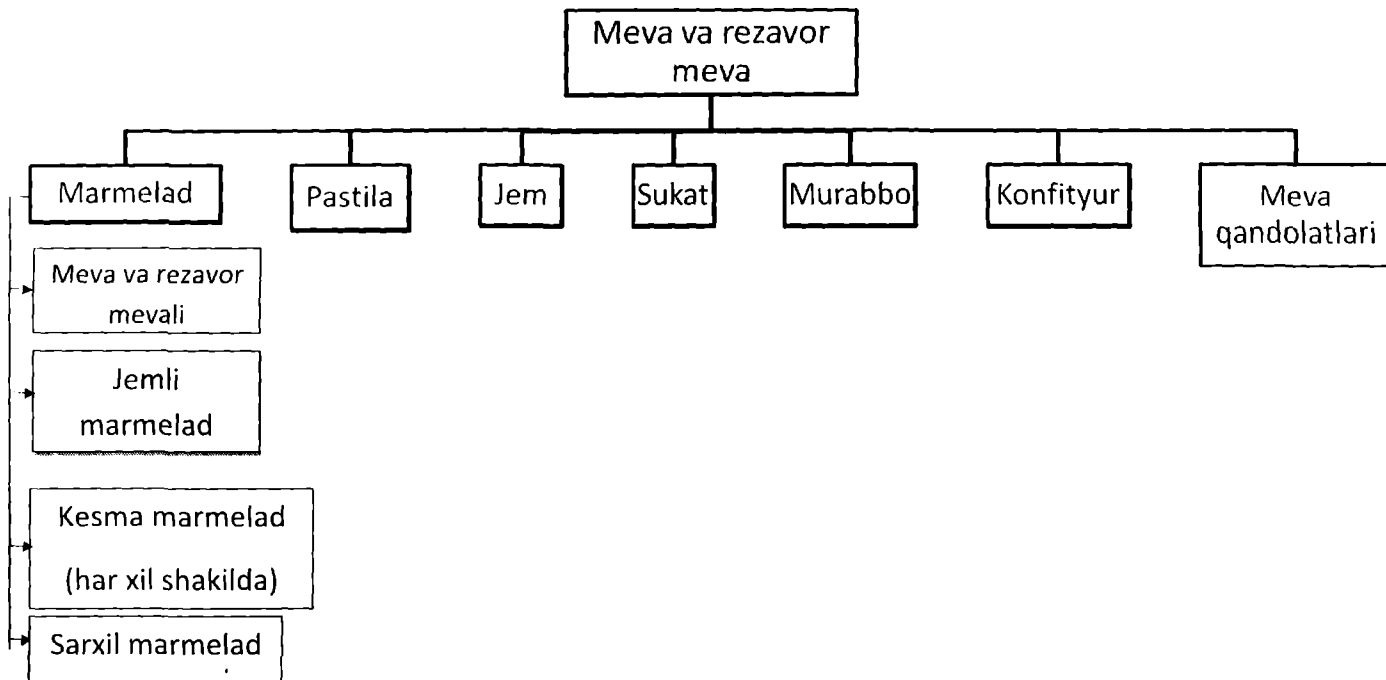 Meva va rezavor
meva
Marmelad
Pastila
Jem
Sukat
Murabbo
Konfityur
Meva
qandolatlari
Meva va rezavor
mevali
Jemli
marmelad
Kesma marmelad
(har xil shakilda)
Sarxil marmelad